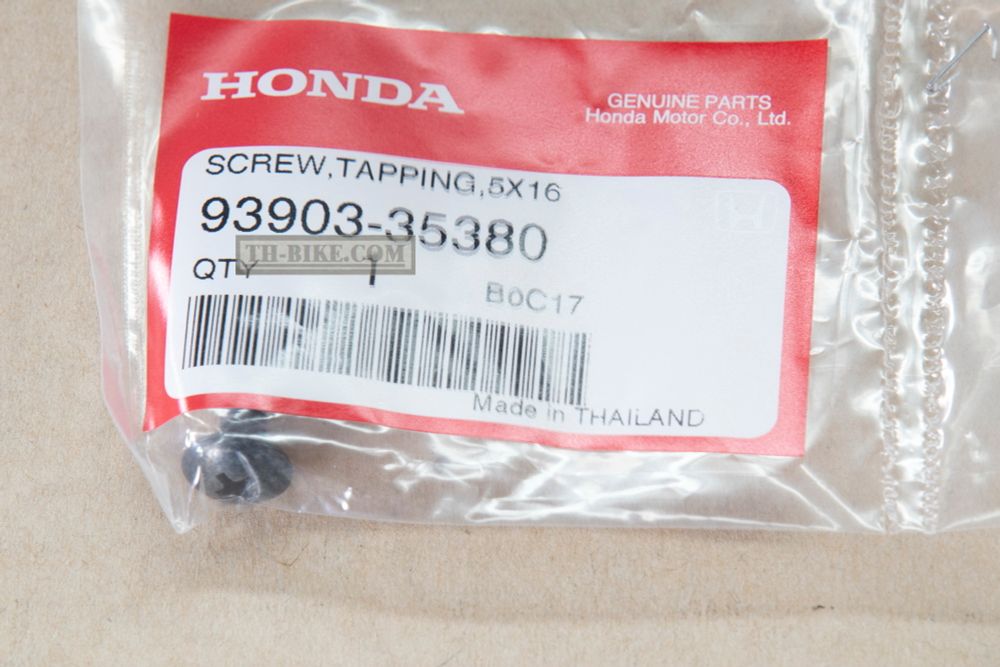 HONDA
GENUINE PARTS
Honda Motor Co., Ltd.
SCREW,TAPPING,5X16
93903-35380
TH-BIKE.COM
QTY 1
BoC17
Made in THAILAND